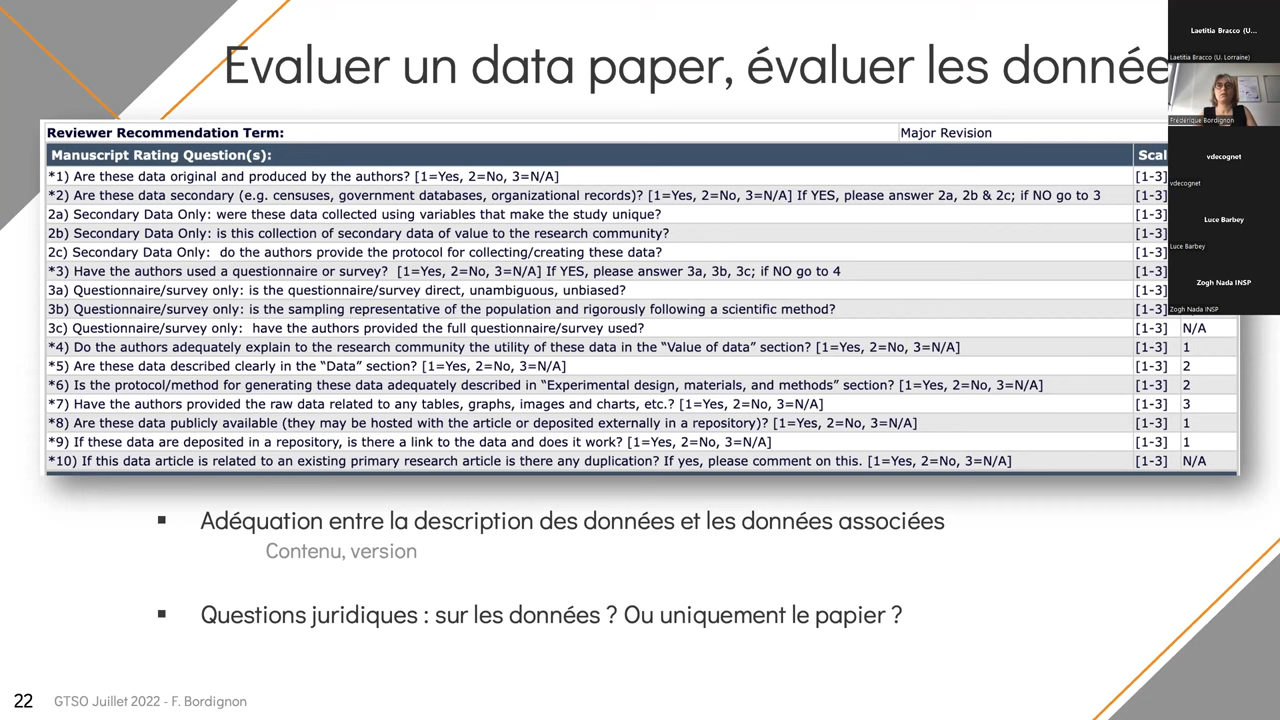 Evaluer un data paper, évaluer les donnée
Reviewer Recommendation Term: Major Revision
Manuscript Rating Question(s): Scal
*1) Are these data original and produced by the authors? [1=Yes, 2=No, 3=N/A] [1-3]
*2) Are these data secondary (e.g. censuses, government databases, organizational records)? [1=Yes, 2=No, 3=N/A] If YES, please answer 2a, 2b & 2c; if NO go to 3 [1-3]
2a) Secondary Data Only: were these data collected using variables that make the study unique? [1-3]
2b) Secondary Data Only: is this collection of secondary data of value to the research community? [1-3]
2c) Secondary Data Only: do the authors provide the protocol for collecting/creating these data? [1-3]
*3) Have the authors used a questionnaire or survey? [1=Yes, 2=No, 3=N/A] If YES, please answer 3a, 3b, 3c; if NO go to 4 [1-3]
3a) Questionnaire/survey only: is the questionnaire/survey direct, unambiguous, unbiased? [1-3]
3b) Questionnaire/survey only: is the sampling representative of the population and rigorously following a scientific method? [1-3]
3c) Questionnaire/survey only: have the authors provided the full questionnaire/survey used? [1-3] N/A
*4) Do the authors adequately explain to the research community the utility of these data in the “Value of data” section? [1=Yes, 2=No, 3=N/A] [1-3] 1
*5) Are these data described clearly in the “Data” section? [1=Yes, 2=No, 3=N/A] [1-3] 2
*6) Is the protocol/method for generating these data adequately described in “Experimental design, materials, and methods” section? [1=Yes, 2=No, 3=N/A] [1-3] 2
*7) Have the authors provided the raw data related to any tables, graphs, images and charts, etc.? [1=Yes, 2=No, 3=N/A] [1-3] 3
*8) Are these data publicly available (they may be hosted with the article or deposited externally in a repository)? [1=Yes, 2=No, 3=N/A] [1-3] 1
*9) If these data are deposited in a repository, is there a link to the data and does it work? [1=Yes, 2=No, 3=N/A] [1-3] 1
*10) If this data article is related to an existing primary research article is there any duplication? If yes, please comment on this. [1=Yes, 2=No, 3=N/A] [1-3] N/A
▪ Adéquation entre la description des données et les données associées
Contenu, version
▪ Questions juridiques : sur les données ? Ou uniquement le papier ?
22 GTSO Juillet 2022 - F. Bordignon
Laetitia Bracco (U...
Laetitia Bracco (U. Lorraine)
Frédérique Bordignon
vdecognet
vdecognet
Luce Barbey
Luce Barbey
Zogh Nada INSP
Zogh Nada INSP